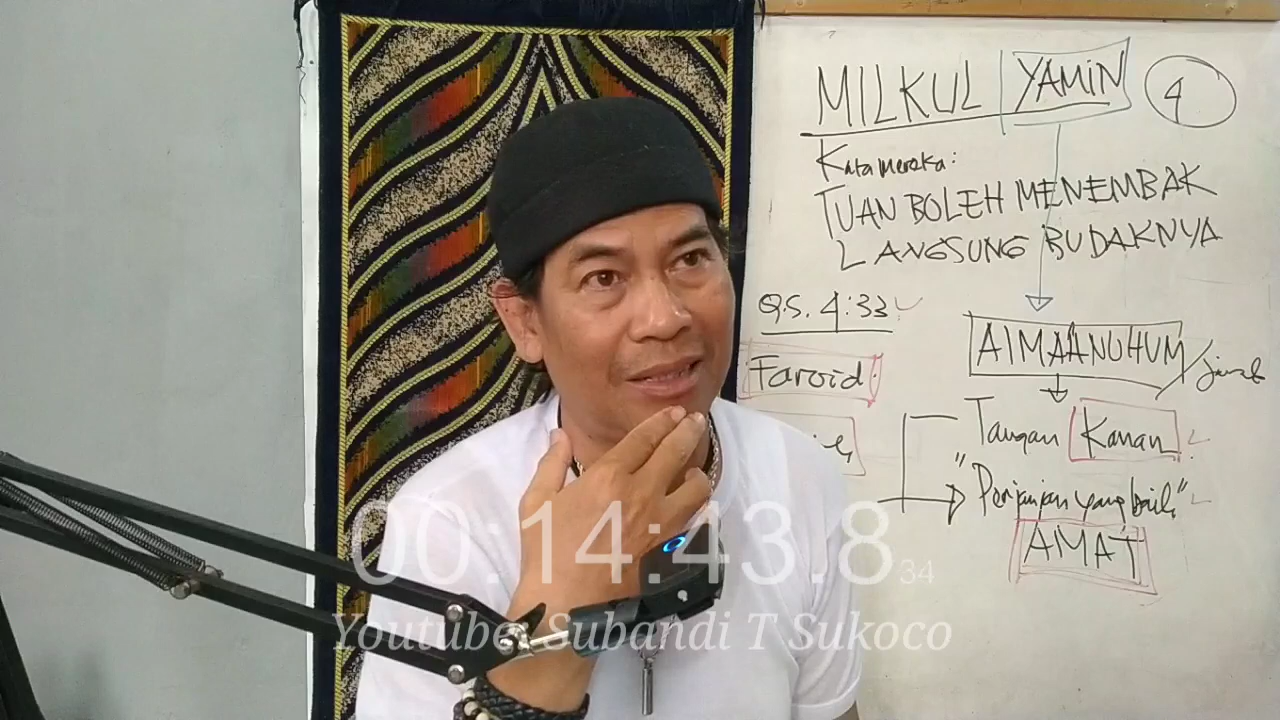 MILKUL YAMIN 4
Kata mereka:
TUAN BOLEH MENEMBAK
LANGSUNG BUDAKNYA
Q.S. 4:33
AIMAANUHUM
Faroid
Tangan Kanan
"Perjanjian yang baik"
AMAT
00:14:43.834
Youtube: Subandi T Sukoco